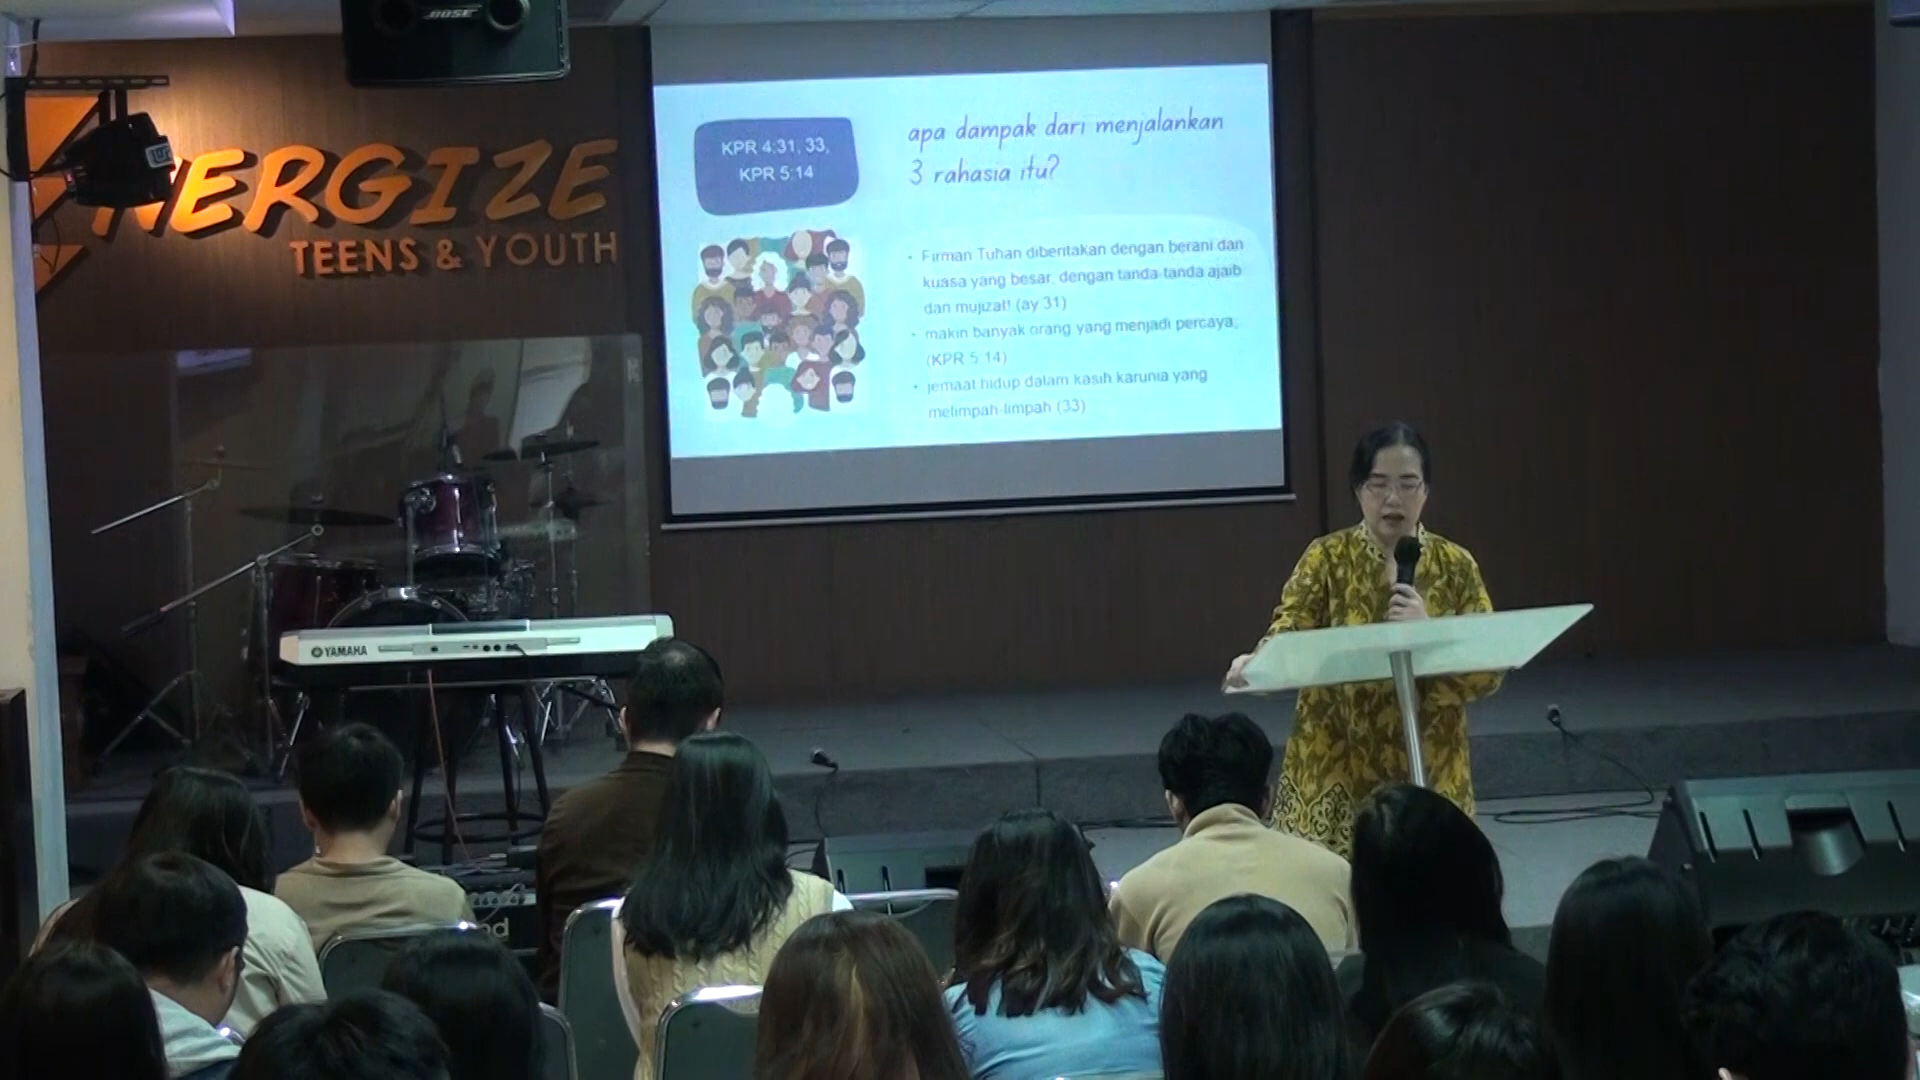 BOSE
ENERGIZE
TEENS & YOUTH
KPR 4:31, 33,
KPR 5:14
apa dampak dari menjalankan
3 rahasia itu?
• Firman Tuhan diberitakan dengan berani dan
kuasa yang besar, dengan tanda-tanda ajaib
dan mujizat! (ay 31)
• makin banyak orang yang menjadi percaya;
(KPR 5:14)
• jemaat hidup dalam kasih karunia yang
melimpah-limpah (33)
YAMAHA